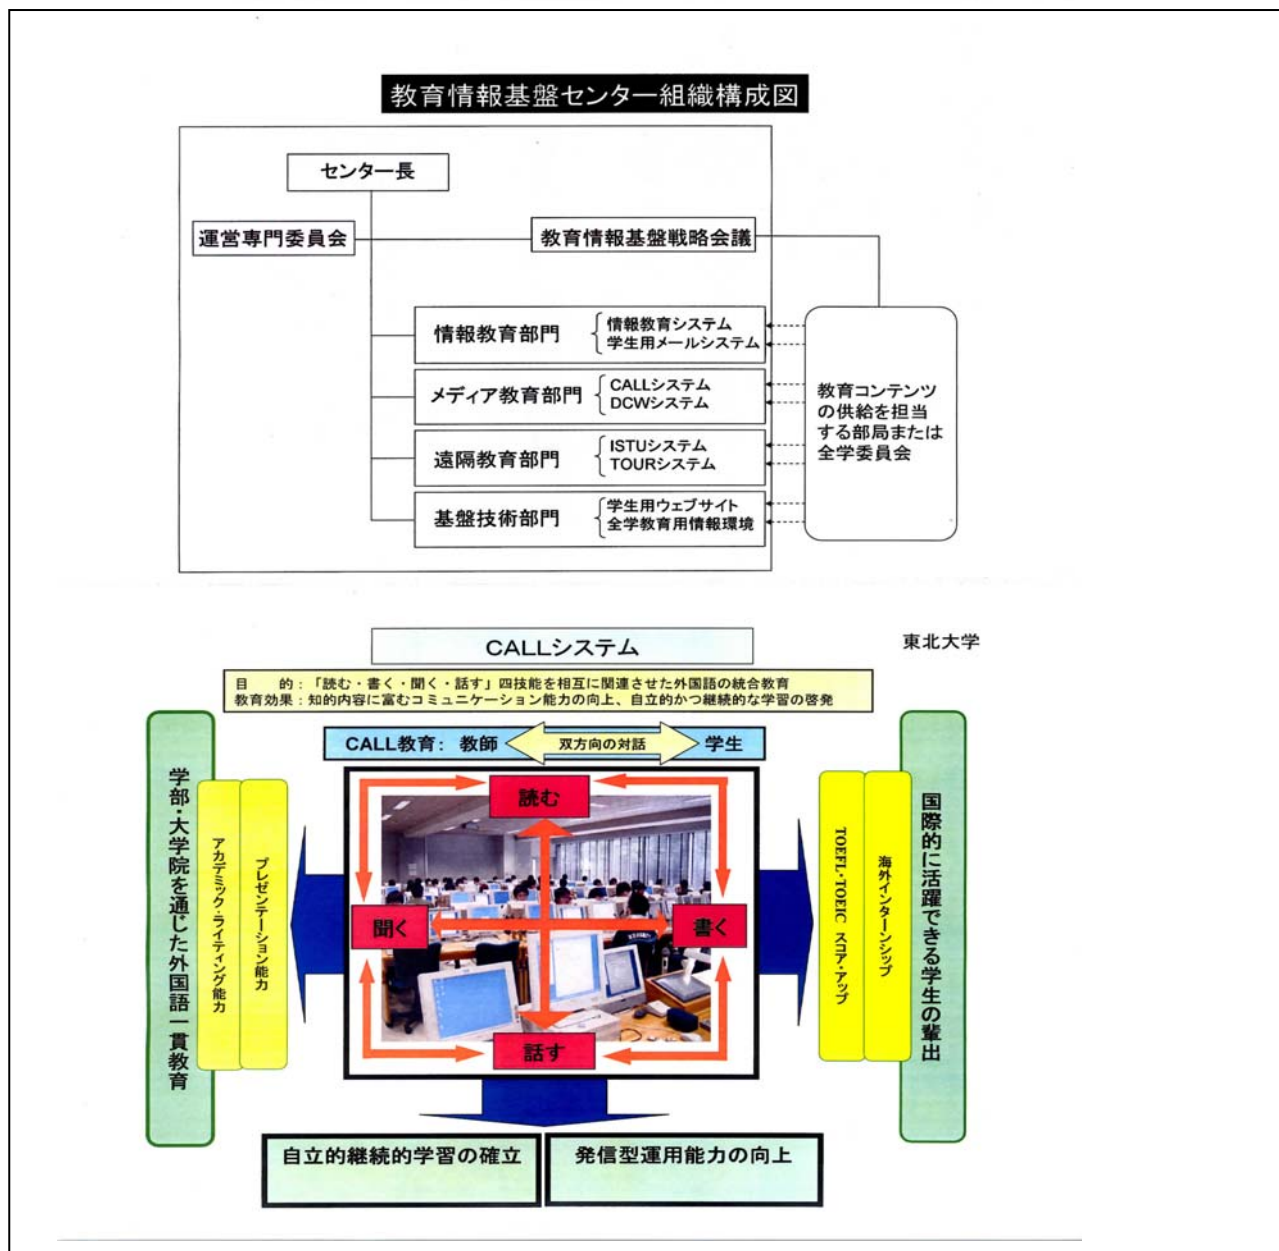 教育情報基盤センター組織構成図
センター長
運営専門委員会
教育情報基盤戦略会議
情報教育部門
情報教育システム
学生用メールシステム
メディア教育部門
CALLシステム
DCWシステム
遠隔教育部門
ISTUシステム
TOURシステム
基盤技術部門
学生用ウェブサイト
全学教育用情報環境
教育コンテンツ
の供給を担当
する部局または
全学委員会
CALLシステム
東北大学
目　　的：「読む・書く・聞く・話す」四技能を相互に関連させた外国語の統合教育
教育効果：知的内容に富むコミュニケーション能力の向上、自立的かつ継続的な学習の啓発
CALL教育： 教師
双方向の対話
学生
学部・大学院を通じた外国語一貫教育
アカデミック・ライティング能力
プレゼンテーション能力
読む
聞く
書く
話す
TOEFL・TOEIC スコア・アップ
海外インターンシップ
国際的に活躍できる学生の輩出
自立的継続的学習の確立
発信型運用能力の向上